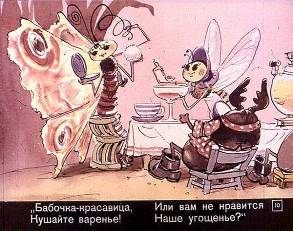 „Бабочка-красавица,
Кушайте варенье!
Или вам не нравится
Наше угощенье?“
10